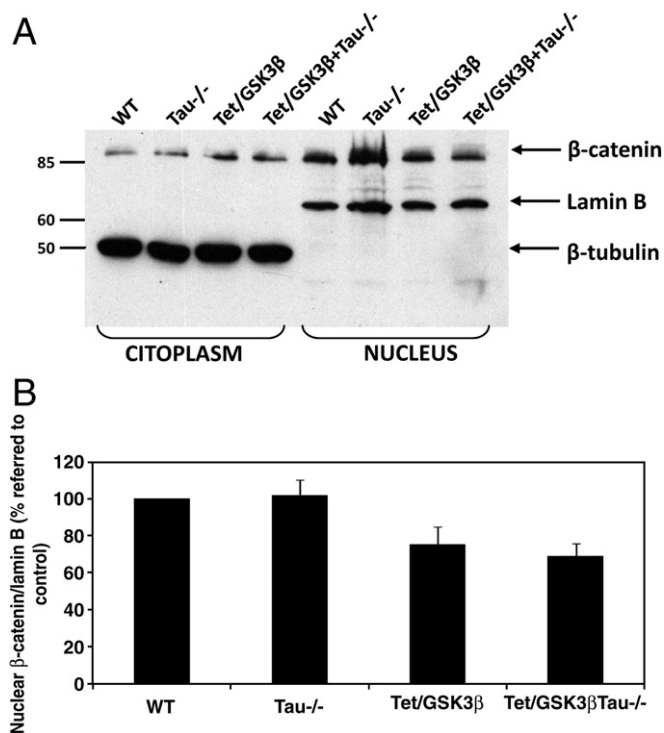 A
WT
Tau-/-
Tet/GSK3β
Tet/GSK3β+Tau-/-
WT
Tau-/-
Tet/GSK3β
Tet/GSK3β+Tau-/-
85
60
50
β-catenin
Lamin B
β-tubulin
CITOPLASM
NUCLEUS
B
Nuclear β-catenin/lamin B (% referred to
control)
120
100
80
60
40
20
0
WT
Tau-/-
Tet/GSK3β
Tet/GSK3βTau-/-